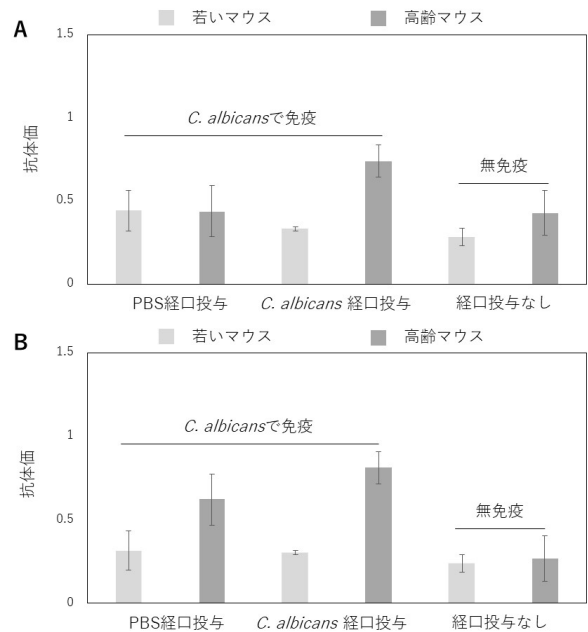 A
若いマウス 高齢マウス
1.5
1
0.5
0
抗体価
C. albicansで免疫
無免疫
PBS経口投与 C. albicans 経口投与 経口投与なし
B
若いマウス 高齢マウス
1.5
1
0.5
0
抗体価
C. albicansで免疫
無免疫
PBS経口投与 C. albicans 経口投与 経口投与なし